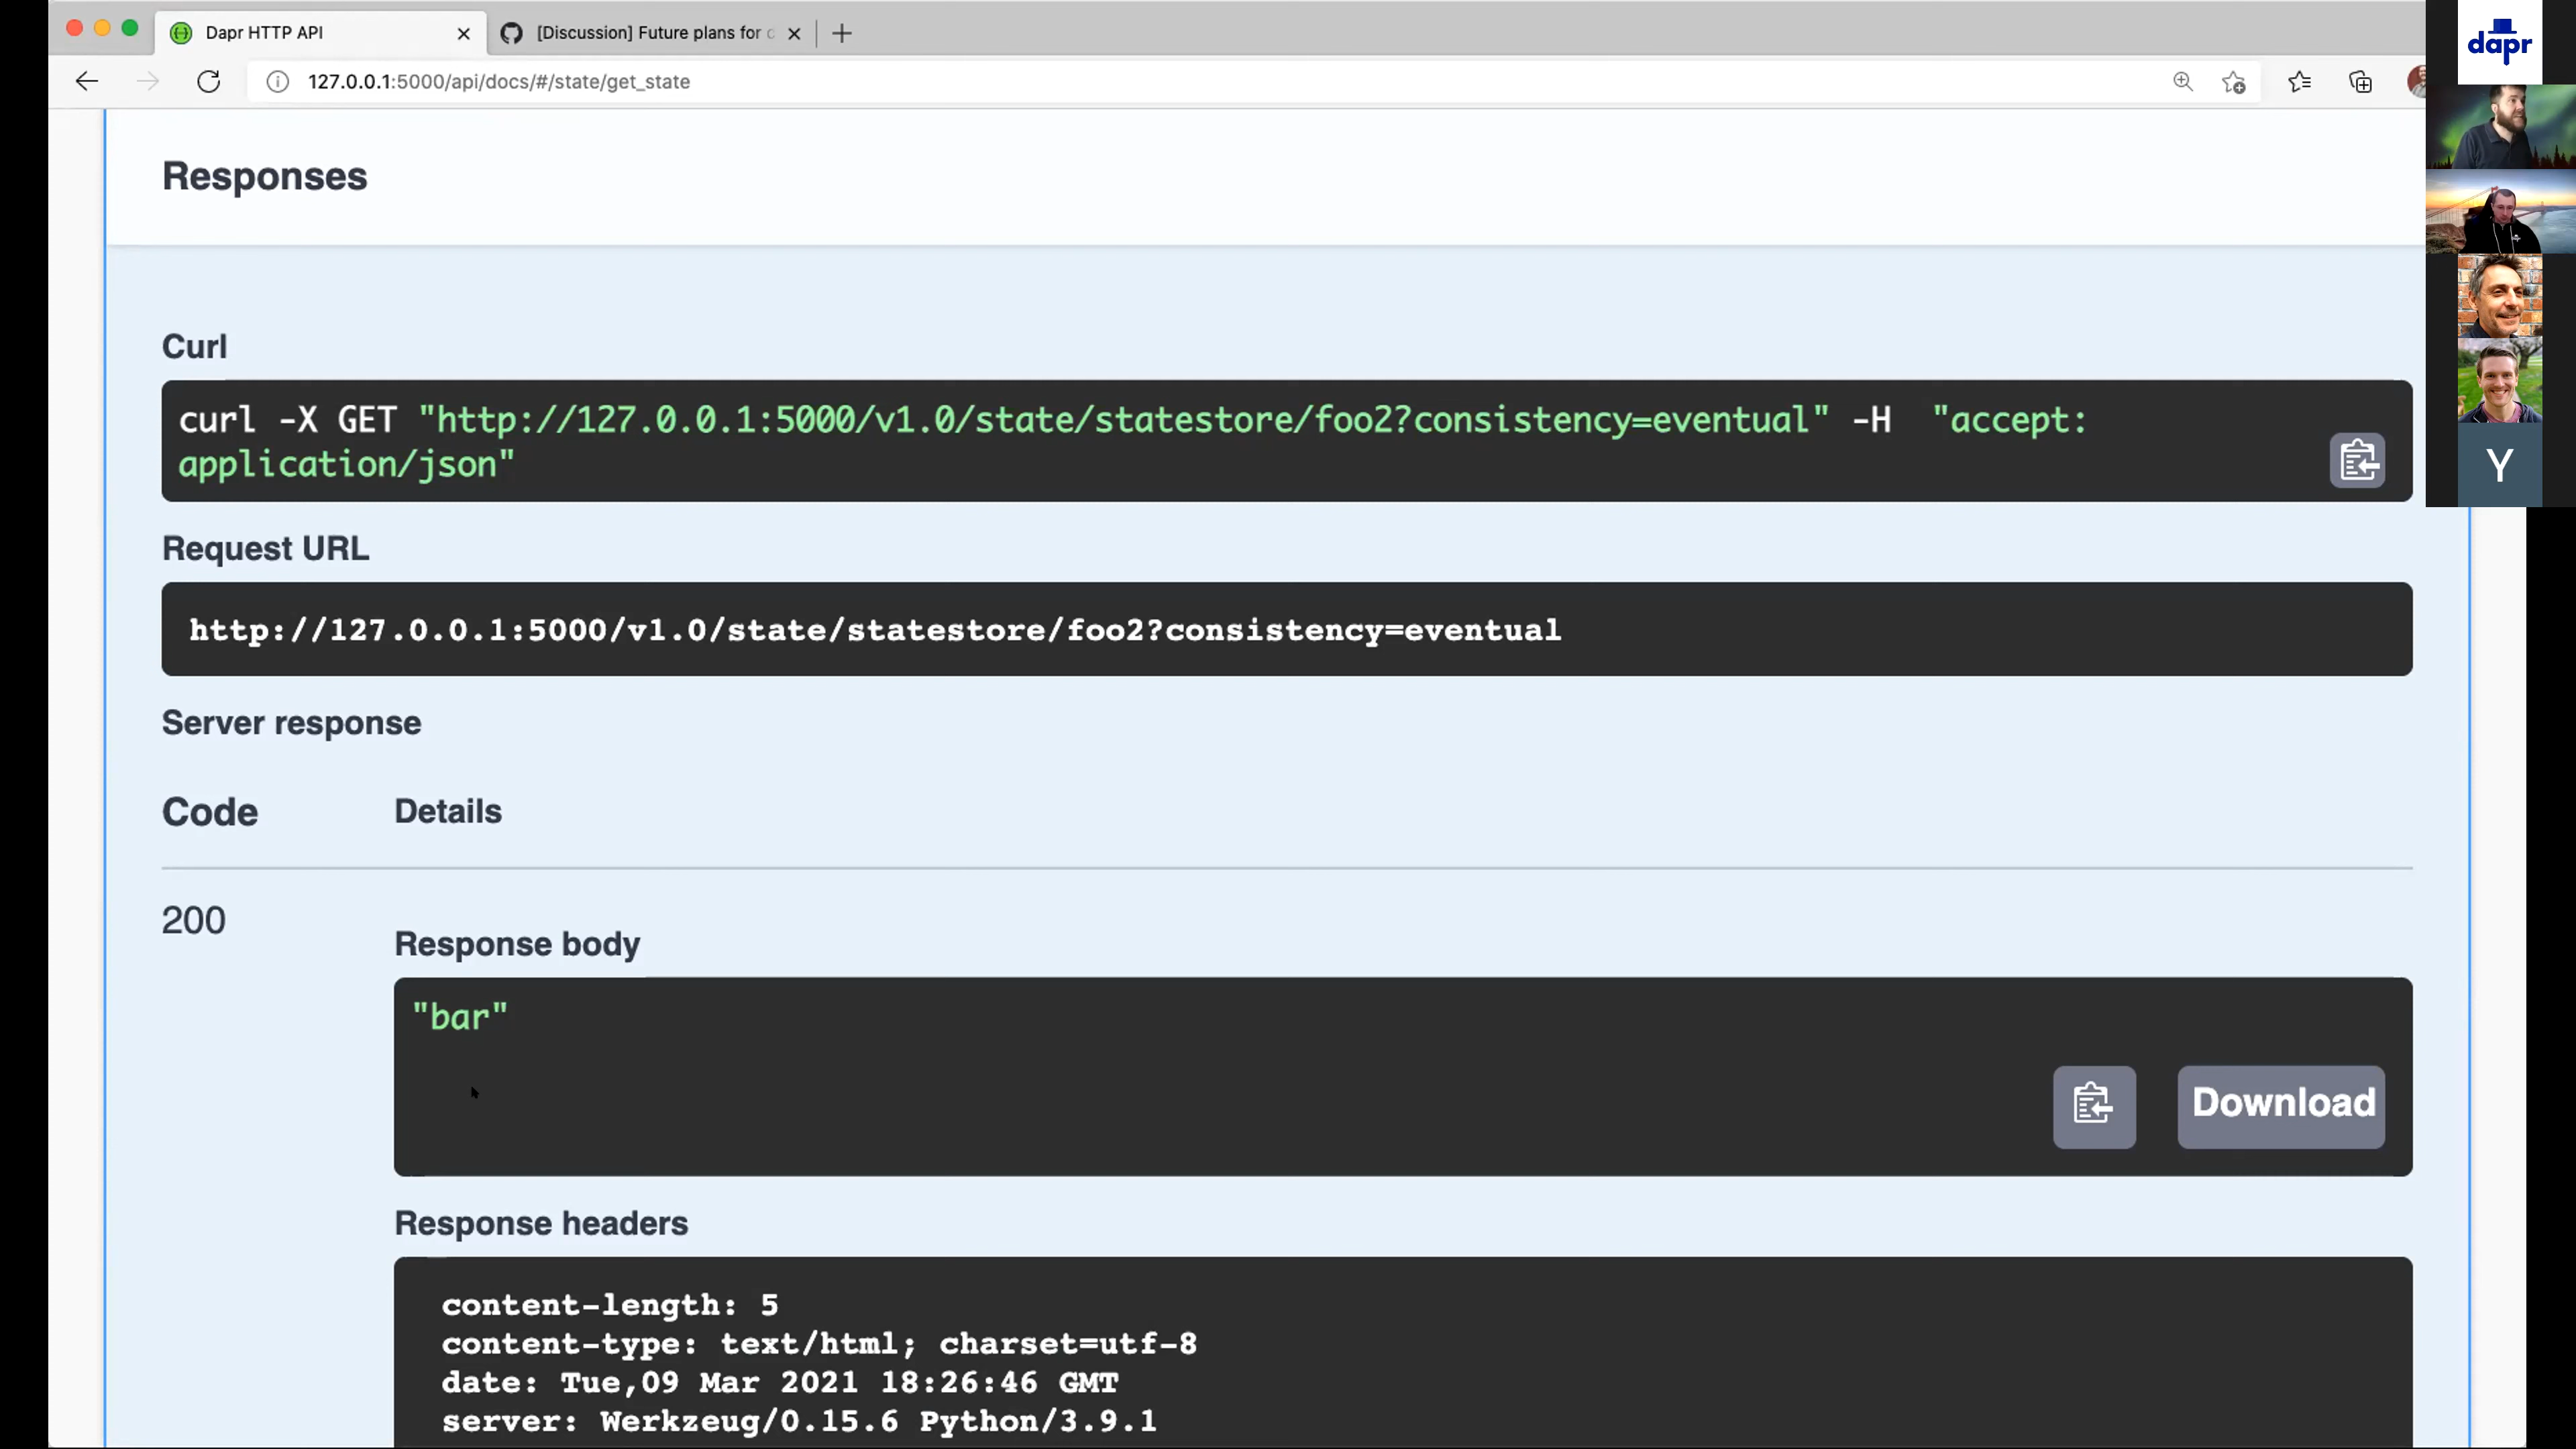 Dapr HTTP API
[Discussion] Future plans for
127.0.0.1:5000/api/docs/#/state/get_state
dapr
Responses
Curl
curl -X GET "http://127.0.0.1:5000/v1.0/state/statestore/foo2?consistency=eventual" -H  "accept:
application/json"
Y
Request URL
http://127.0.0.1:5000/v1.0/state/statestore/foo2?consistency=eventual
Server response
Code Details
200
Response body
"bar"
Download
Response headers
content-length: 5
content-type: text/html; charset=utf-8
date: Tue,09 Mar 2021 18:26:46 GMT
server: Werkzeug/0.15.6 Python/3.9.1